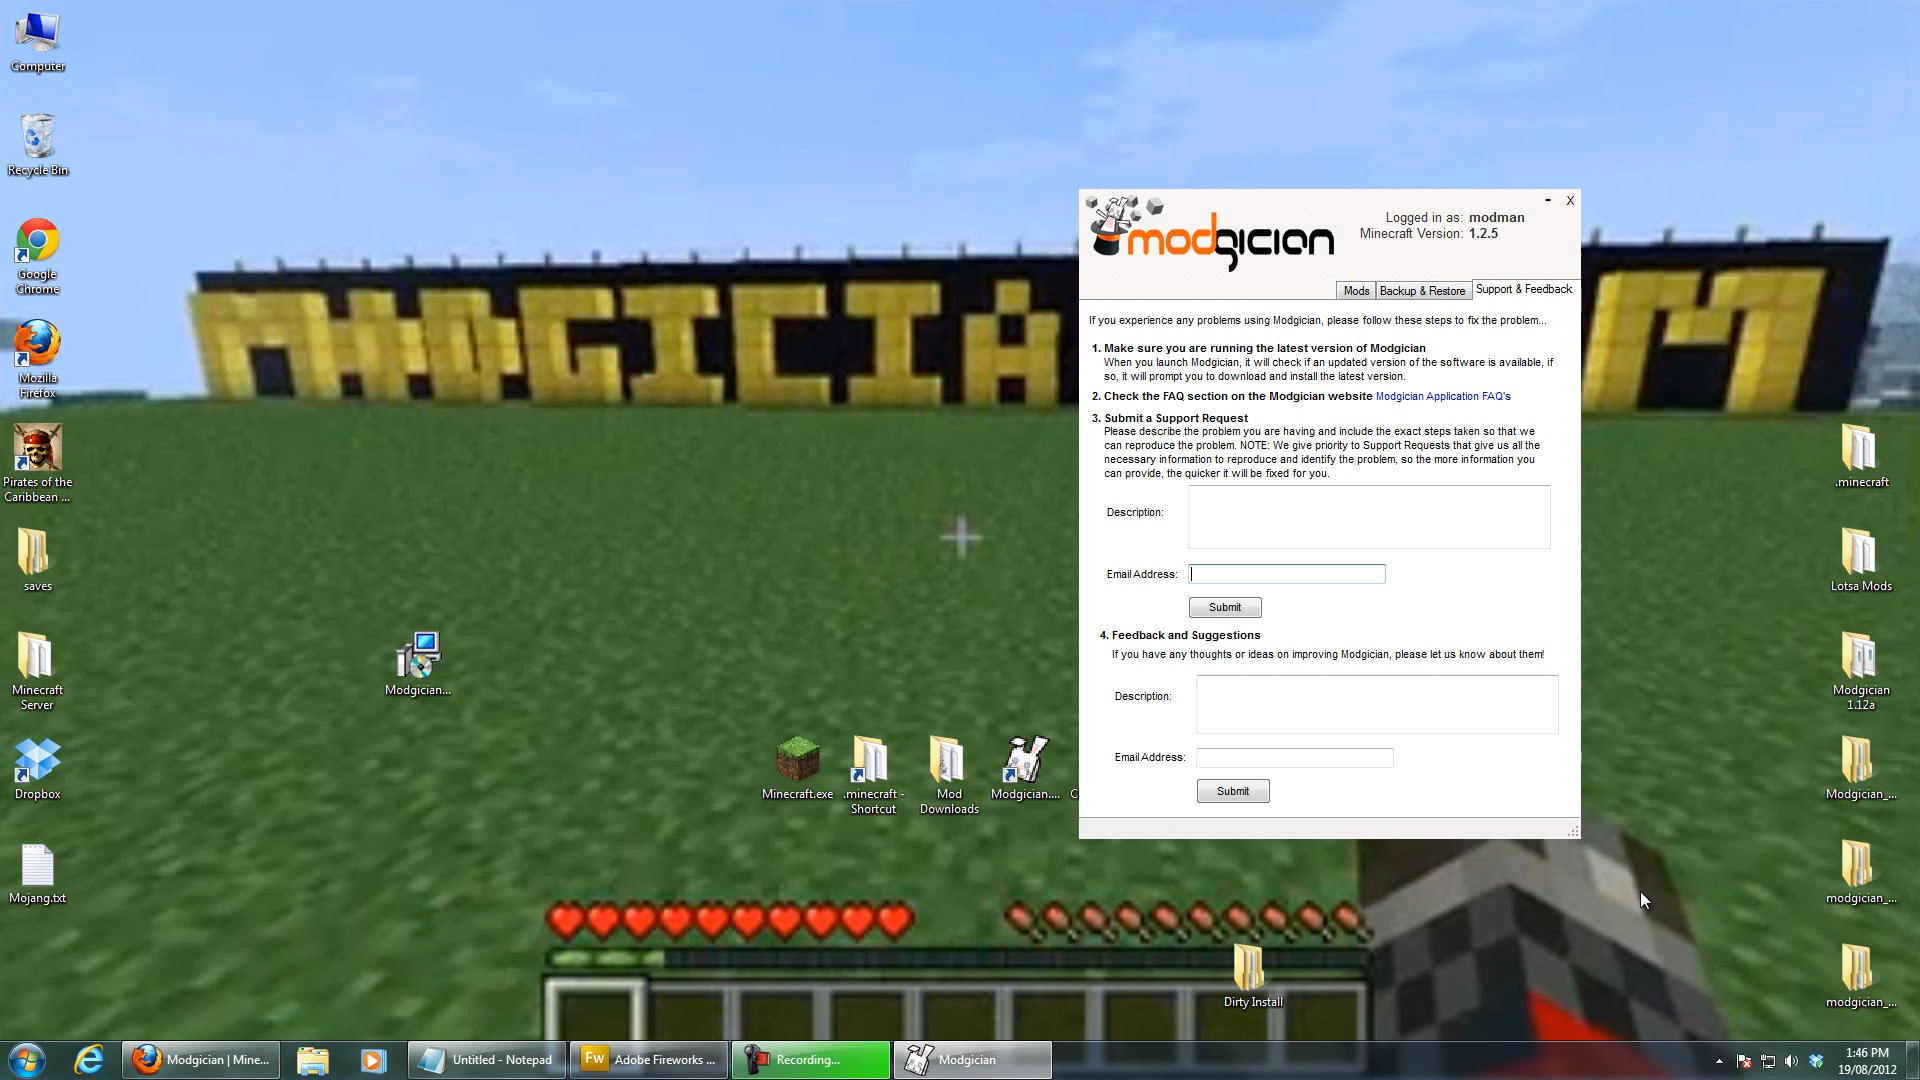 Computer
Recycle Bin
Google
Chrome
Mozilla
Firefox
Pirates of the
Caribbean ...
saves
Minecraft
Server
Dropbox
Mojang.txt
Modgician...
Minecraft.exe
.minecraft -
Shortcut
Mod
Downloads
Modgician....
C
Dirty Install
MODGICIA
M
modgician
- X
Logged in as: modman
Minecraft Version: 1.2.5
Mods Backup & Restore Support & Feedback
If you experience any problems using Modgician, please follow these steps to fix the problem...
1. Make sure you are running the latest version of Modgician
When you launch Modgician, it will check if an updated version of the software is available, if
so, it will prompt you to download and install the latest version.
2. Check the FAQ section on the Modgician website Modgician Application FAQ's
3. Submit a Support Request
Please describe the problem you are having and include the exact steps taken so that we
can reproduce the problem. NOTE: We give priority to Support Requests that give us all the
necessary information to reproduce and identify the problem, so the more information you
can provide, the quicker it will be fixed for you.
Description:
Email Address:
Submit
4. Feedback and Suggestions
If you have any thoughts or ideas on improving Modgician, please let us know about them!
Description:
Email Address:
Submit
.minecraft
Lotsa Mods
Modgician
1.12a
Modgician_...
modgician_...
modgician_...
Modgician | Mine...
Untitled - Notepad
Fw Adobe Fireworks ...
Recording...
Modgician
1:46 PM
19/08/2012